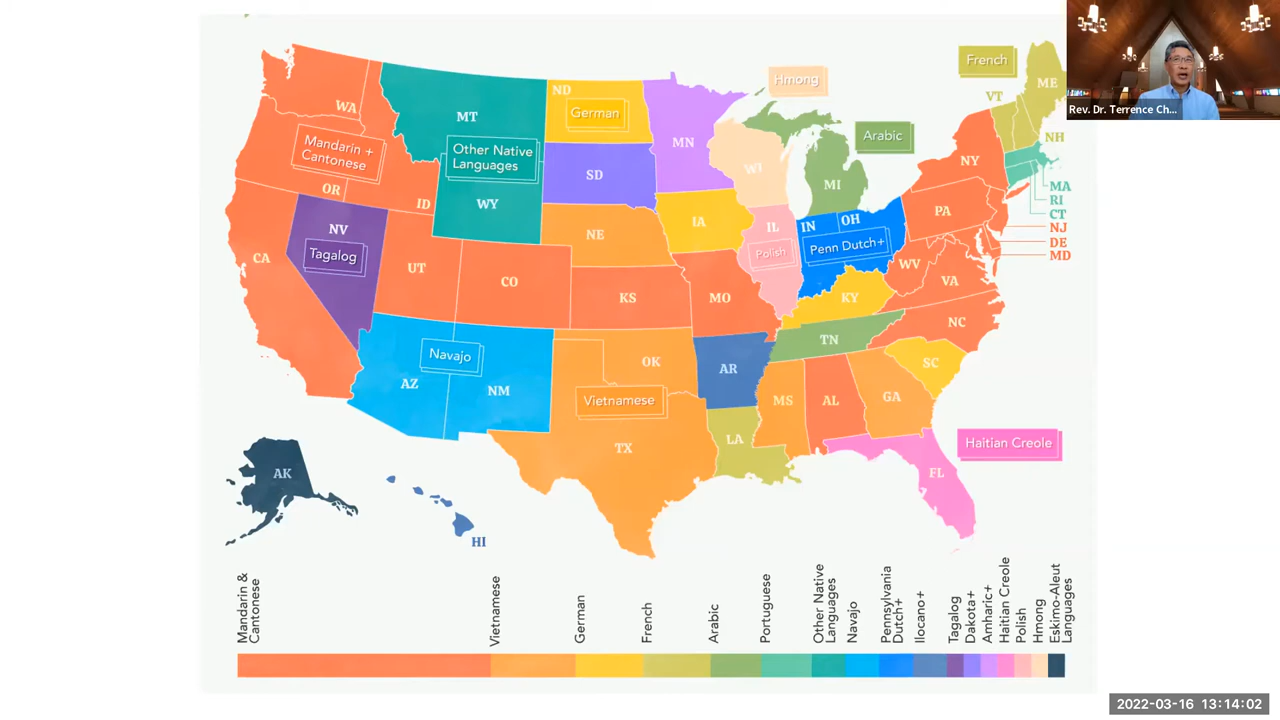 French
Rev. Dr. Terrence Ch...
Hmong
ME
VT
WA
ND
German
MT
Arabic
NH
Mandarin +
Cantonese
Other Native
Languages
MN
WI
NY
SD
MI
MA
OR
ID
WY
RI
CT
NV
IA
IL
IN
OH
PA
NJ
NE
DE
CA
Tagalog
Polish
Penn Dutch+
MD
UT
CO
WV
VA
KS
MO
KY
NC
TN
Navajo
OK
AR
SC
AZ
NM
Vietnamese
MS
AL
GA
TX
LA
Haitian Creole
AK
FL
HI
Mandarin &
Cantonese
Vietnamese
German
French
Arabic
Portuguese
Other Native
Languages
Navajo
Pennsylvania
Dutch+
Ilocano+
Tagalog
Dakota+
Amharic+
Haitian Creole
Polish
Hmong
Eskimo-Aleut
Languages
2022-03-16 13:14:02